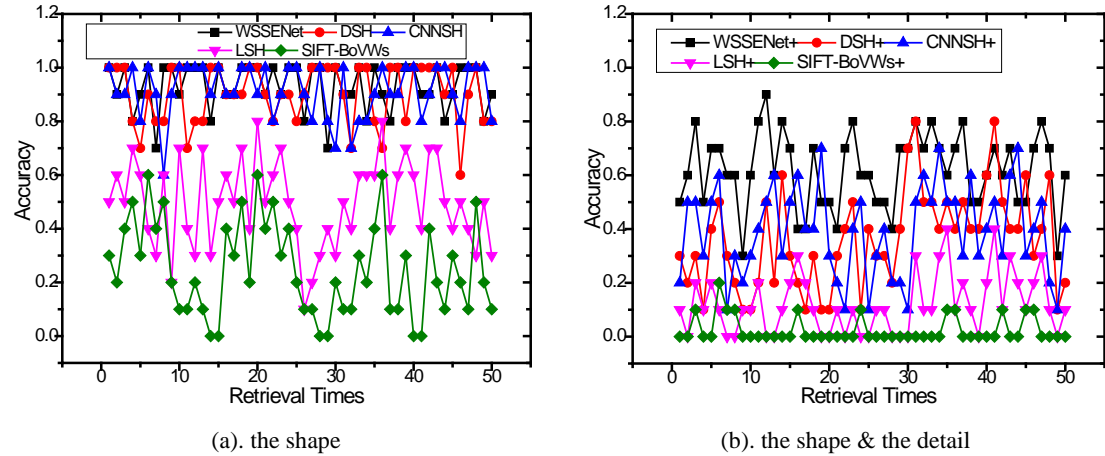 WSSENet DSH CNNSH
LSH SIFT-BoVWs
1.2
1.0
0.8
0.6
0.4
0.2
0.0
Accuracy
0 10 20 30 40 50
Retrieval Times
(a). the shape
WSSENet+ DSH+ CNNSH+
LSH+ SIFT-BoVWs+
1.2
1.0
0.8
0.6
0.4
0.2
0.0
Accuracy
0 10 20 30 40 50
Retrieval Times
(b). the shape & the detail